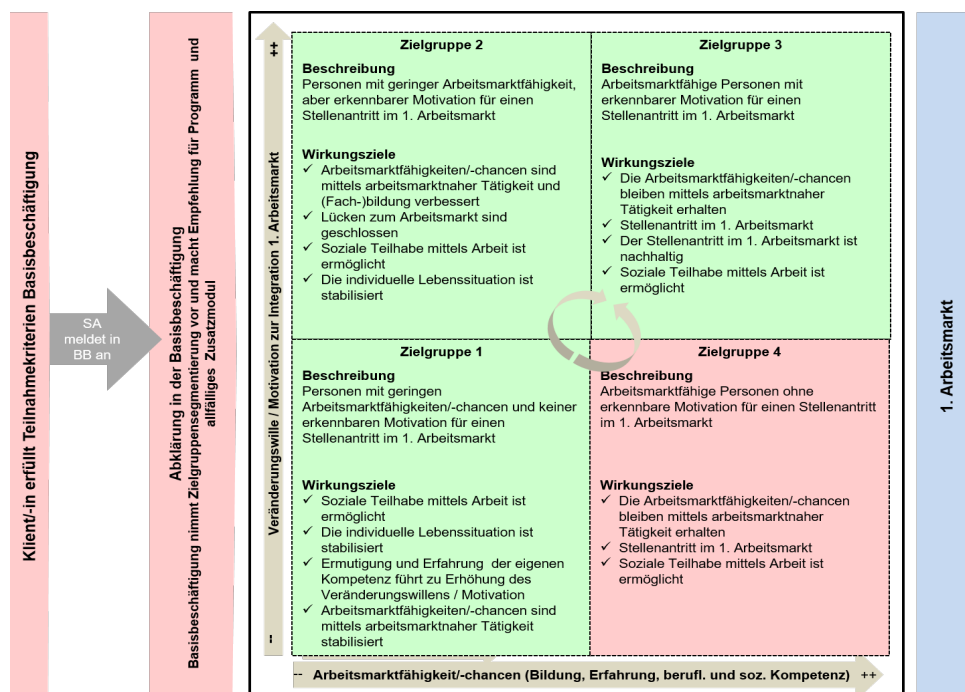 Klient/-in erfüllt Teilnahmekriterien Basisbeschäftigung
SA
meldet in
BB an
Abklärung in der Basisbeschäftigung
Basisbeschäftigung nimmt Zielgruppensegmentierung vor und macht Empfehlung für Programm und
allfälliges Zusatzmodul
++
Veränderungswille / Motivation zur Integration 1. Arbeitsmarkt
--
Zielgruppe 2
Beschreibung
Personen mit geringer Arbeitsmarktfähigkeit,
aber erkennbarer Motivation für einen
Stellenantritt im 1. Arbeitsmarkt
Wirkungsziele
✓ Arbeitsmarktfähigkeiten/-chancen sind
mittels arbeitsmarktnaher Tätigkeit und
(Fach-)bildung verbessert
✓ Lücken zum Arbeitsmarkt sind
geschlossen
✓ Soziale Teilhabe mittels Arbeit ist
ermöglicht
✓ Die individuelle Lebenssituation ist
stabilisiert
Zielgruppe 3
Beschreibung
Arbeitsmarktfähige Personen mit
erkennbarer Motivation für einen
Stellenantritt im 1. Arbeitsmarkt
Wirkungsziele
✓ Die Arbeitsmarktfähigkeiten/-chancen
bleiben mittels arbeitsmarktnaher
Tätigkeit erhalten
✓ Stellenantritt im 1. Arbeitsmarkt
✓ Der Stellenantritt im 1. Arbeitsmarkt ist
nachhaltig
✓ Soziale Teilhabe mittels Arbeit ist
ermöglicht
Zielgruppe 1
Beschreibung
Personen mit geringen
Arbeitsmarktfähigkeiten/-chancen und keiner
erkennbaren Motivation für einen
Stellenantritt im 1. Arbeitsmarkt
Wirkungsziele
✓ Soziale Teilhabe mittels Arbeit ist
ermöglicht
✓ Die individuelle Lebenssituation ist
stabilisiert
✓ Ermutigung und Erfahrung der eigenen
Kompetenz führt zu Erhöhung des
Veränderungswillens / Motivation
✓ Arbeitsmarktfähigkeiten/-chancen sind
mittels arbeitsmarktnaher Tätigkeit
stabilisiert
Zielgruppe 4
Beschreibung
Arbeitsmarktfähige Personen ohne
erkennbare Motivation für einen Stellenantritt
im 1. Arbeitsmarkt
Wirkungsziele
✓ Die Arbeitsmarktfähigkeiten/-chancen
bleiben mittels arbeitsmarktnaher
Tätigkeit erhalten
✓ Stellenantritt im 1. Arbeitsmarkt
✓ Soziale Teilhabe mittels Arbeit ist
ermöglicht
-- Arbeitsmarktfähigkeit/-chancen (Bildung, Erfahrung, berufl. und soz. Kompetenz) ++
1. Arbeitsmarkt